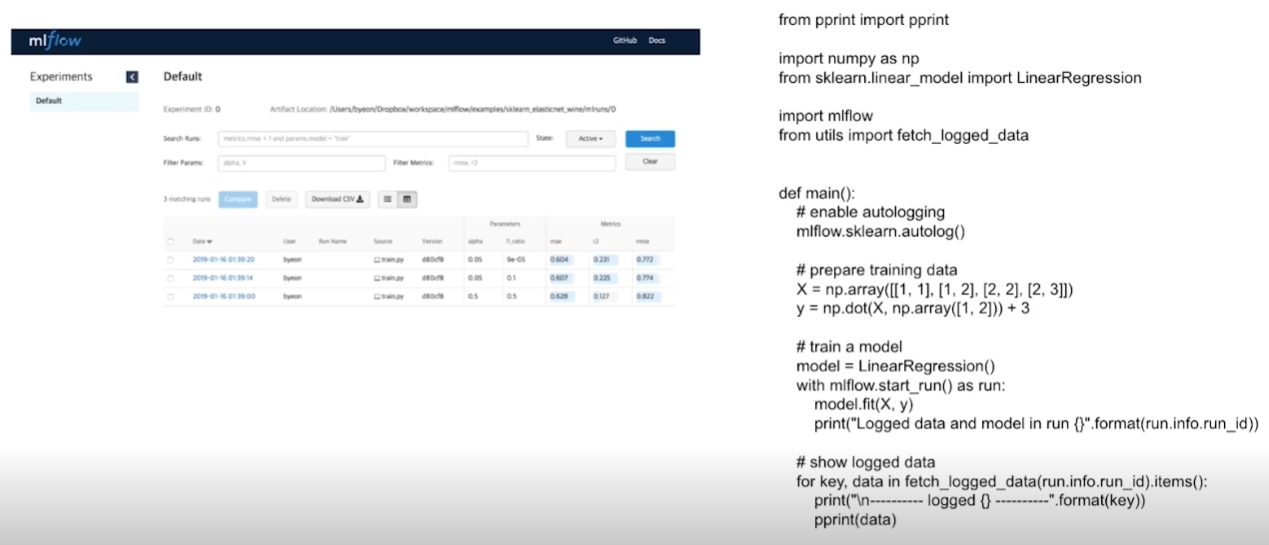 mlflow
GitHub Docs
Experiments
Default
Default
Experiment ID: 0 Artifact Location: /Users/byeon/Dropbox/workspace/mlflow/examples/sklearn_elasticnet_wine/mlruns/0
Search Runs: metrics.rmse < 1 and params.model = "tree" State: Active Search
Filter Params: alpha, lr Filter Metrics: rmse, r2 Clear
3 matching runs Compare Delete Download CSV
Parameters Metrics
Date User Run Name Source Version alpha l1_ratio mae r2 rmse
2019-01-16 01:39:20 byeon train.py d80cf8 0.05 9e-05 0.604 0.231 0.772
2019-01-16 01:39:14 byeon train.py d80cf8 0.05 0.1 0.607 0.225 0.774
2019-01-16 01:39:00 byeon train.py d80cf8 0.5 0.5 0.628 0.127 0.822
from pprint import pprint
import numpy as np
from sklearn.linear_model import LinearRegression
import mlflow
from utils import fetch_logged_data
def main():
# enable autologging
mlflow.sklearn.autolog()
# prepare training data
X = np.array([[1, 1], [1, 2], [2, 2], [2, 3]])
y = np.dot(X, np.array([1, 2])) + 3
# train a model
model = LinearRegression()
with mlflow.start_run() as run:
model.fit(X, y)
print("Logged data and model in run {}".format(run.info.run_id))
# show logged data
for key, data in fetch_logged_data(run.info.run_id).items():
print("\n---------- logged {} ----------".format(key))
pprint(data)